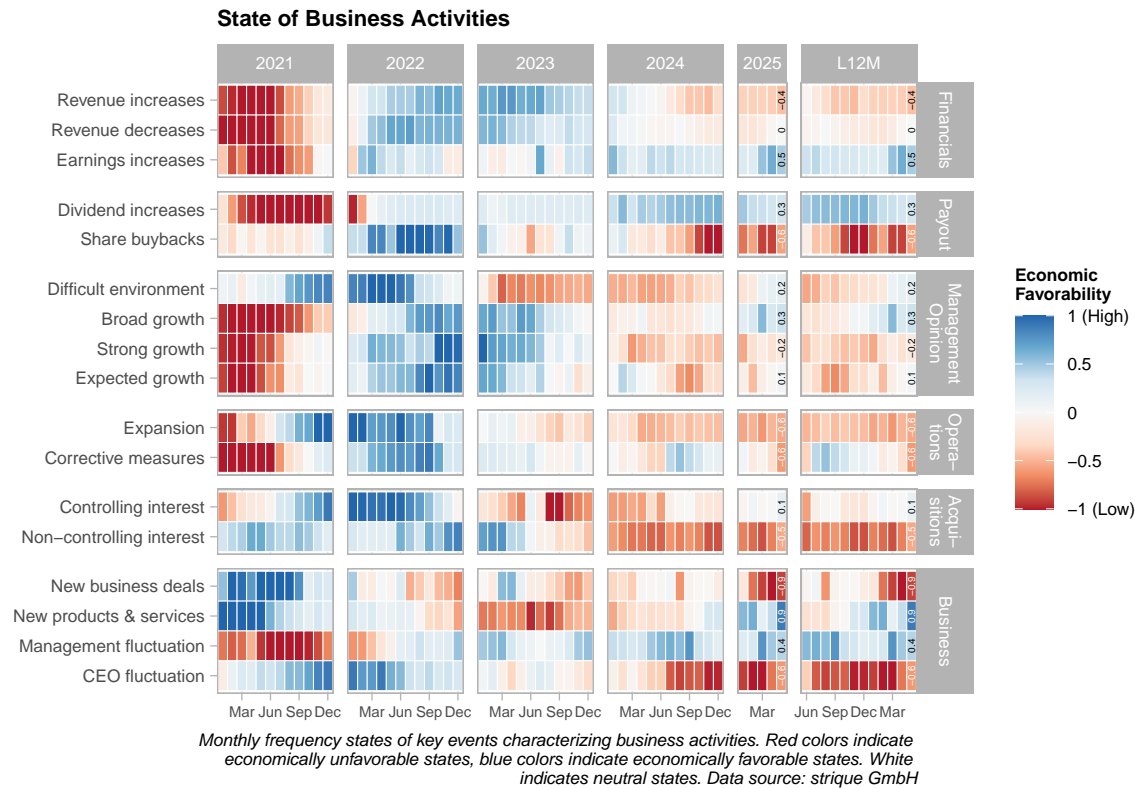 State of Business Activities
2021 2022 2023 2024 2025 L12M
Revenue increases −0.4 −0.4
Revenue decreases 0 0
Earnings increases 0.5 0.5
Financials
Dividend increases 0.3 0.3
Share buybacks −0.6 −0.6
Payout
Difficult environment 0.2 0.2
Broad growth 0.3 0.3
Strong growth −0.2 −0.2
Expected growth 0.1 0.1
Management
Opinion
Expansion −0.6 −0.6
Corrective measures −0.6 −0.6
Opera−
tions
Controlling interest 0.1 0.1
Non−controlling interest −0.5 −0.5
Acqui−
sitions
New business deals −0.9 −0.9
New products & services 0.9 0.9
Management fluctuation 0.4 0.4
CEO fluctuation −0.6 −0.6
Business
Mar Jun Sep Dec Mar Jun Sep Dec Mar Jun Sep Dec Mar Jun Sep Dec Mar Jun Sep Dec Mar
Economic
Favorability
1 (High)
0.5
0
−0.5
−1 (Low)
Monthly frequency states of key events characterizing business activities. Red colors indicate
economically unfavorable states, blue colors indicate economically favorable states. White
indicates neutral states. Data source: strique GmbH